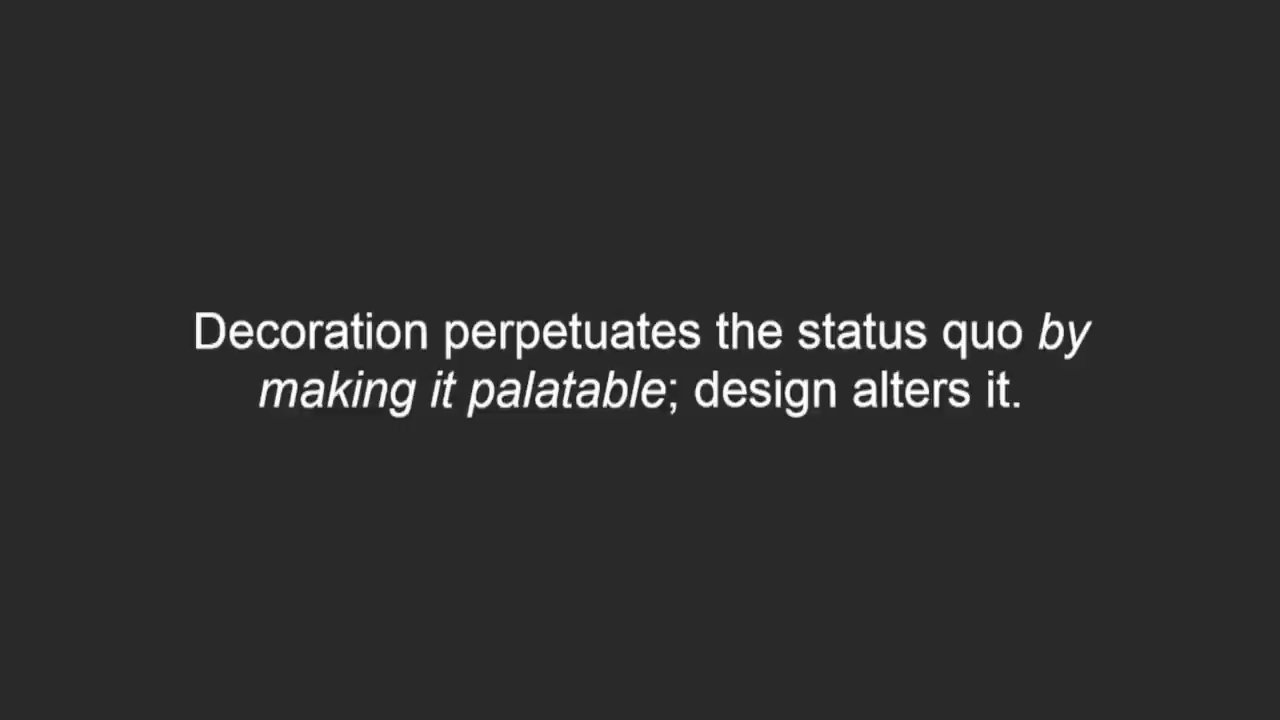 Decoration perpetuates the status quo by
making it palatable; design alters it.